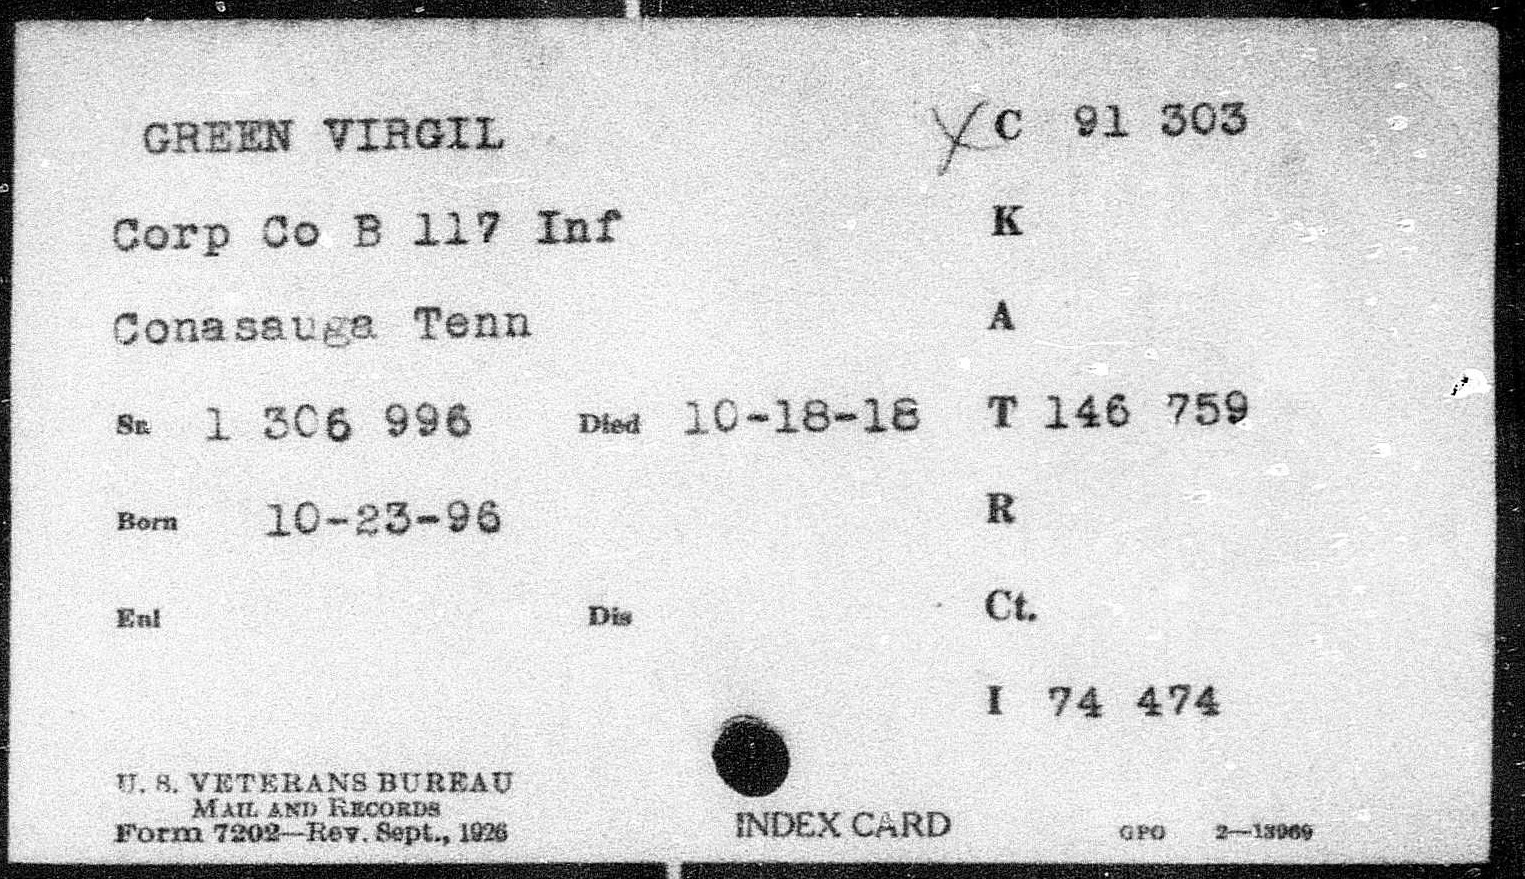 GREEN VIRGIL C 91 303
Corp Co B 117 Inf K
Conasauga Tenn A
Sn 1 306 996 Died 10-18-18 T 146 759
Born 10-23-96 R
Enl Dis Ct.
I 74 474
U. S. VETERANS BUREAU
MAIL AND RECORDS
Form 7202—Rev. Sept., 1926 INDEX CARD GPO 2—13969